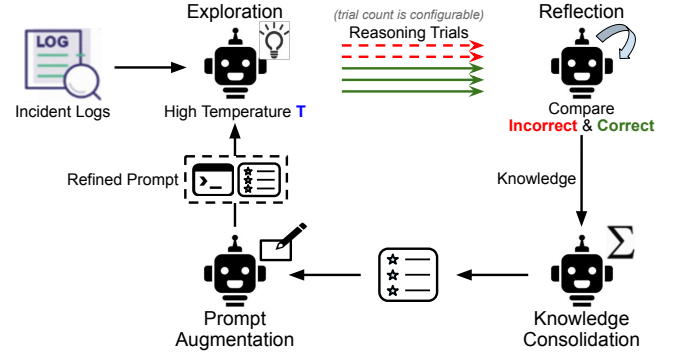 Exploration
(trial count is configurable)
Reasoning Trials
Reflection
LOG
Incident Logs
High Temperature T
Compare
Incorrect & Correct
Refined Prompt
>_
Knowledge
Σ
Prompt
Augmentation
Knowledge
Consolidation